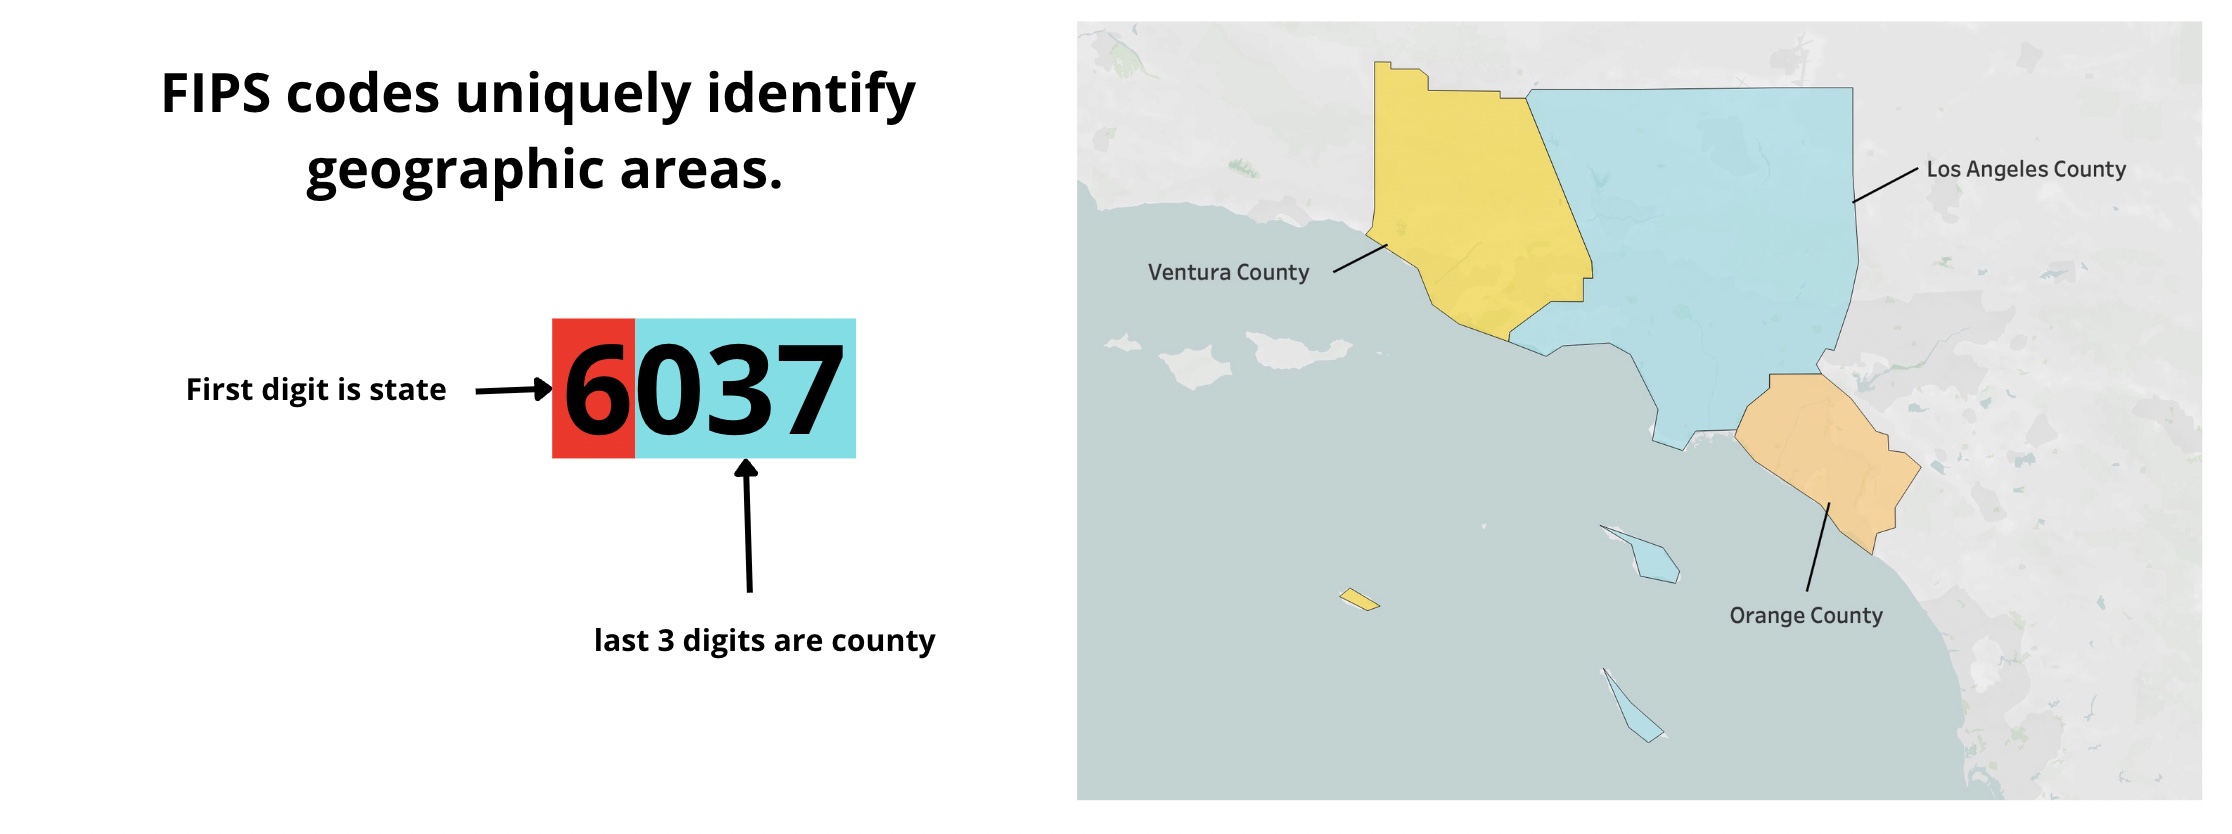 FIPS codes uniquely identify
geographic areas.
First digit is state
6037
last 3 digits are county
Los Angeles County
Ventura County
Orange County